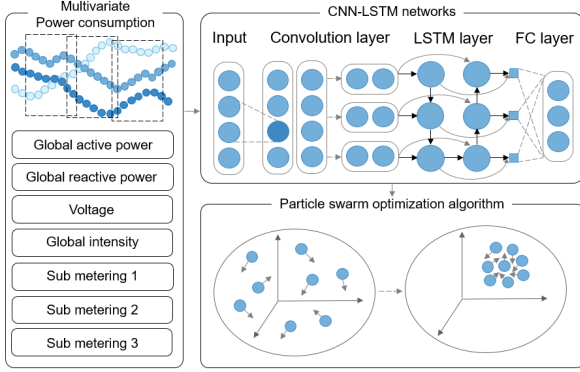 Multivariate
Power consumption
Global active power
Global reactive power
Voltage
Global intensity
Sub metering 1
Sub metering 2
Sub metering 3
CNN-LSTM networks
Input
Convolution layer
LSTM layer
FC layer
Particle swarm optimization algorithm